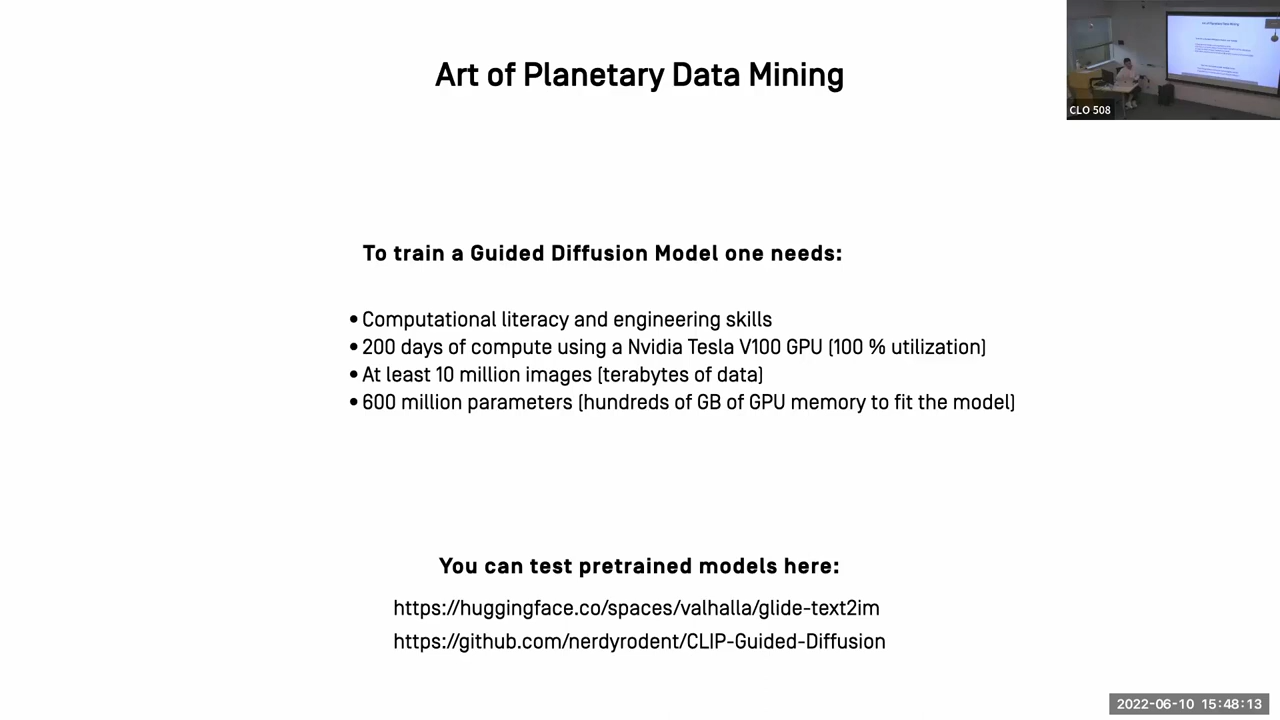 Art of Planetary Data Mining
CLO 508
To train a Guided Diffusion Model one needs:
• Computational literacy and engineering skills
• 200 days of compute using a Nvidia Tesla V100 GPU (100 % utilization)
• At least 10 million images (terabytes of data)
• 600 million parameters (hundreds of GB of GPU memory to fit the model)
You can test pretrained models here:
https://huggingface.co/spaces/valhalla/glide-text2im
https://github.com/nerdyrodent/CLIP-Guided-Diffusion
2022-06-10 15:48:13